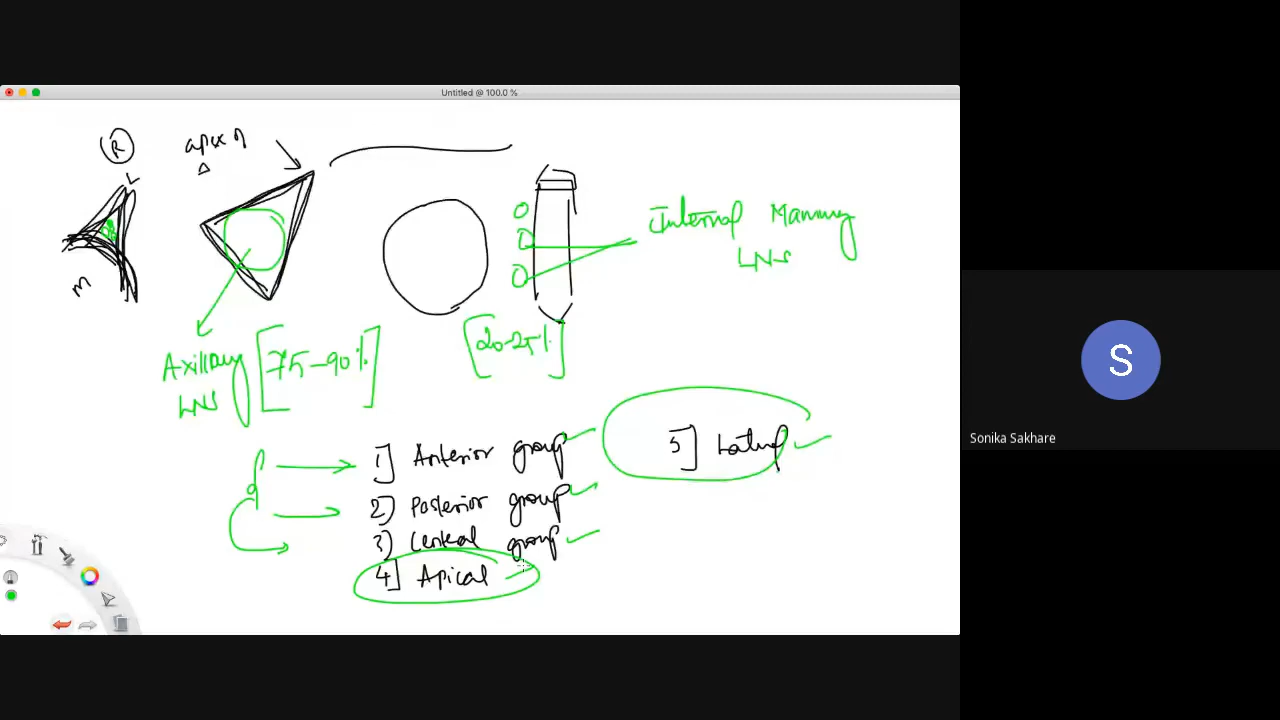 Untitled @ 100.0 %
R
apex of
Δ
L
M
Internal Mammary
LNS
Axillary [75-90%]
LNS
[20-25%]
1] Anterior group
2) Posterior group
3) Central group
4] Apical
5] Lateral
S
Sonika Sakhare